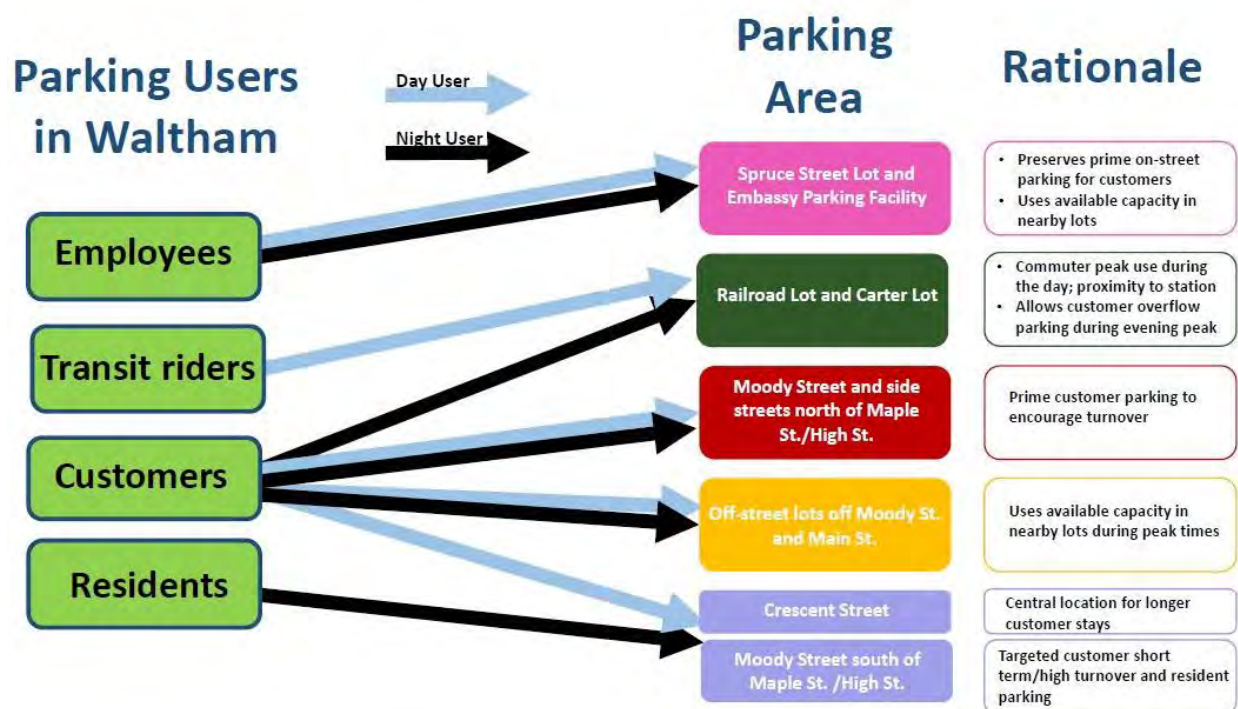 Parking Users
in Waltham
Day User
Night User
Parking
Area
Rationale
Employees
Transit riders
Customers
Residents
Spruce Street Lot and
Embassy Parking Facility
• Preserves prime on-street
parking for customers
• Uses available capacity in
nearby lots
Railroad Lot and Carter Lot
• Commuter peak use during
the day; proximity to station
• Allows customer overflow
parking during evening peak
Moody Street and side
streets north of Maple
St./High St.
Prime customer parking to
encourage turnover
Off-street lots off Moody St.
and Main St.
Uses available capacity in
nearby lots during peak times
Crescent Street
Central location for longer
customer stays
Moody Street south of
Maple St. /High St.
Targeted customer short
term/high turnover and resident
parking